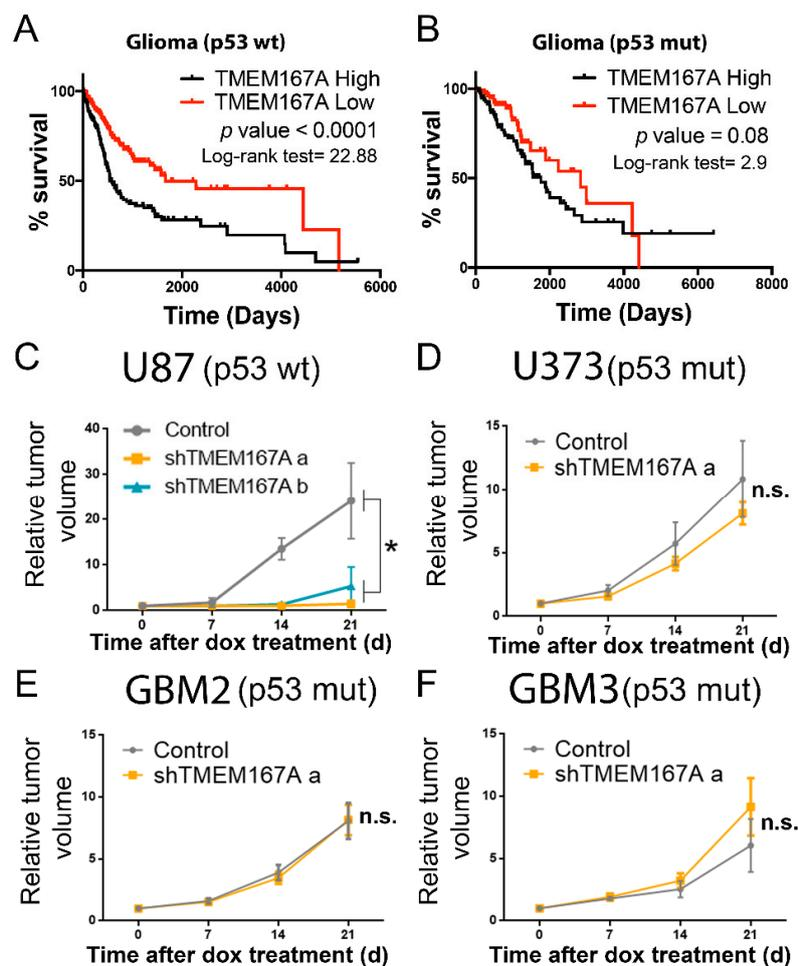 A
Glioma (p53 wt)
TMEM167A High
TMEM167A Low
p value < 0.0001
Log-rank test= 22.88
100
50
0
% survival
0 2000 4000 6000
Time (Days)
B
Glioma (p53 mut)
TMEM167A High
TMEM167A Low
p value = 0.08
Log-rank test= 2.9
100
50
0
% survival
0 2000 4000 6000 8000
Time (Days)
C
U87 (p53 wt)
Control
shTMEM167A a
shTMEM167A b
40
30
20
10
0
Relative tumor
volume
*
0 7 14 21
Time after dox treatment (d)
D
U373 (p53 mut)
Control
shTMEM167A a
15
10
5
0
Relative tumor
volume
n.s.
0 7 14 21
Time after dox treatment (d)
E
GBM2 (p53 mut)
Control
shTMEM167A a
15
10
5
0
Relative tumor
volume
n.s.
0 7 14 21
Time after dox treatment (d)
F
GBM3 (p53 mut)
Control
shTMEM167A a
15
10
5
0
Relative tumor
volume
n.s.
0 7 14 21
Time after dox treatment (d)